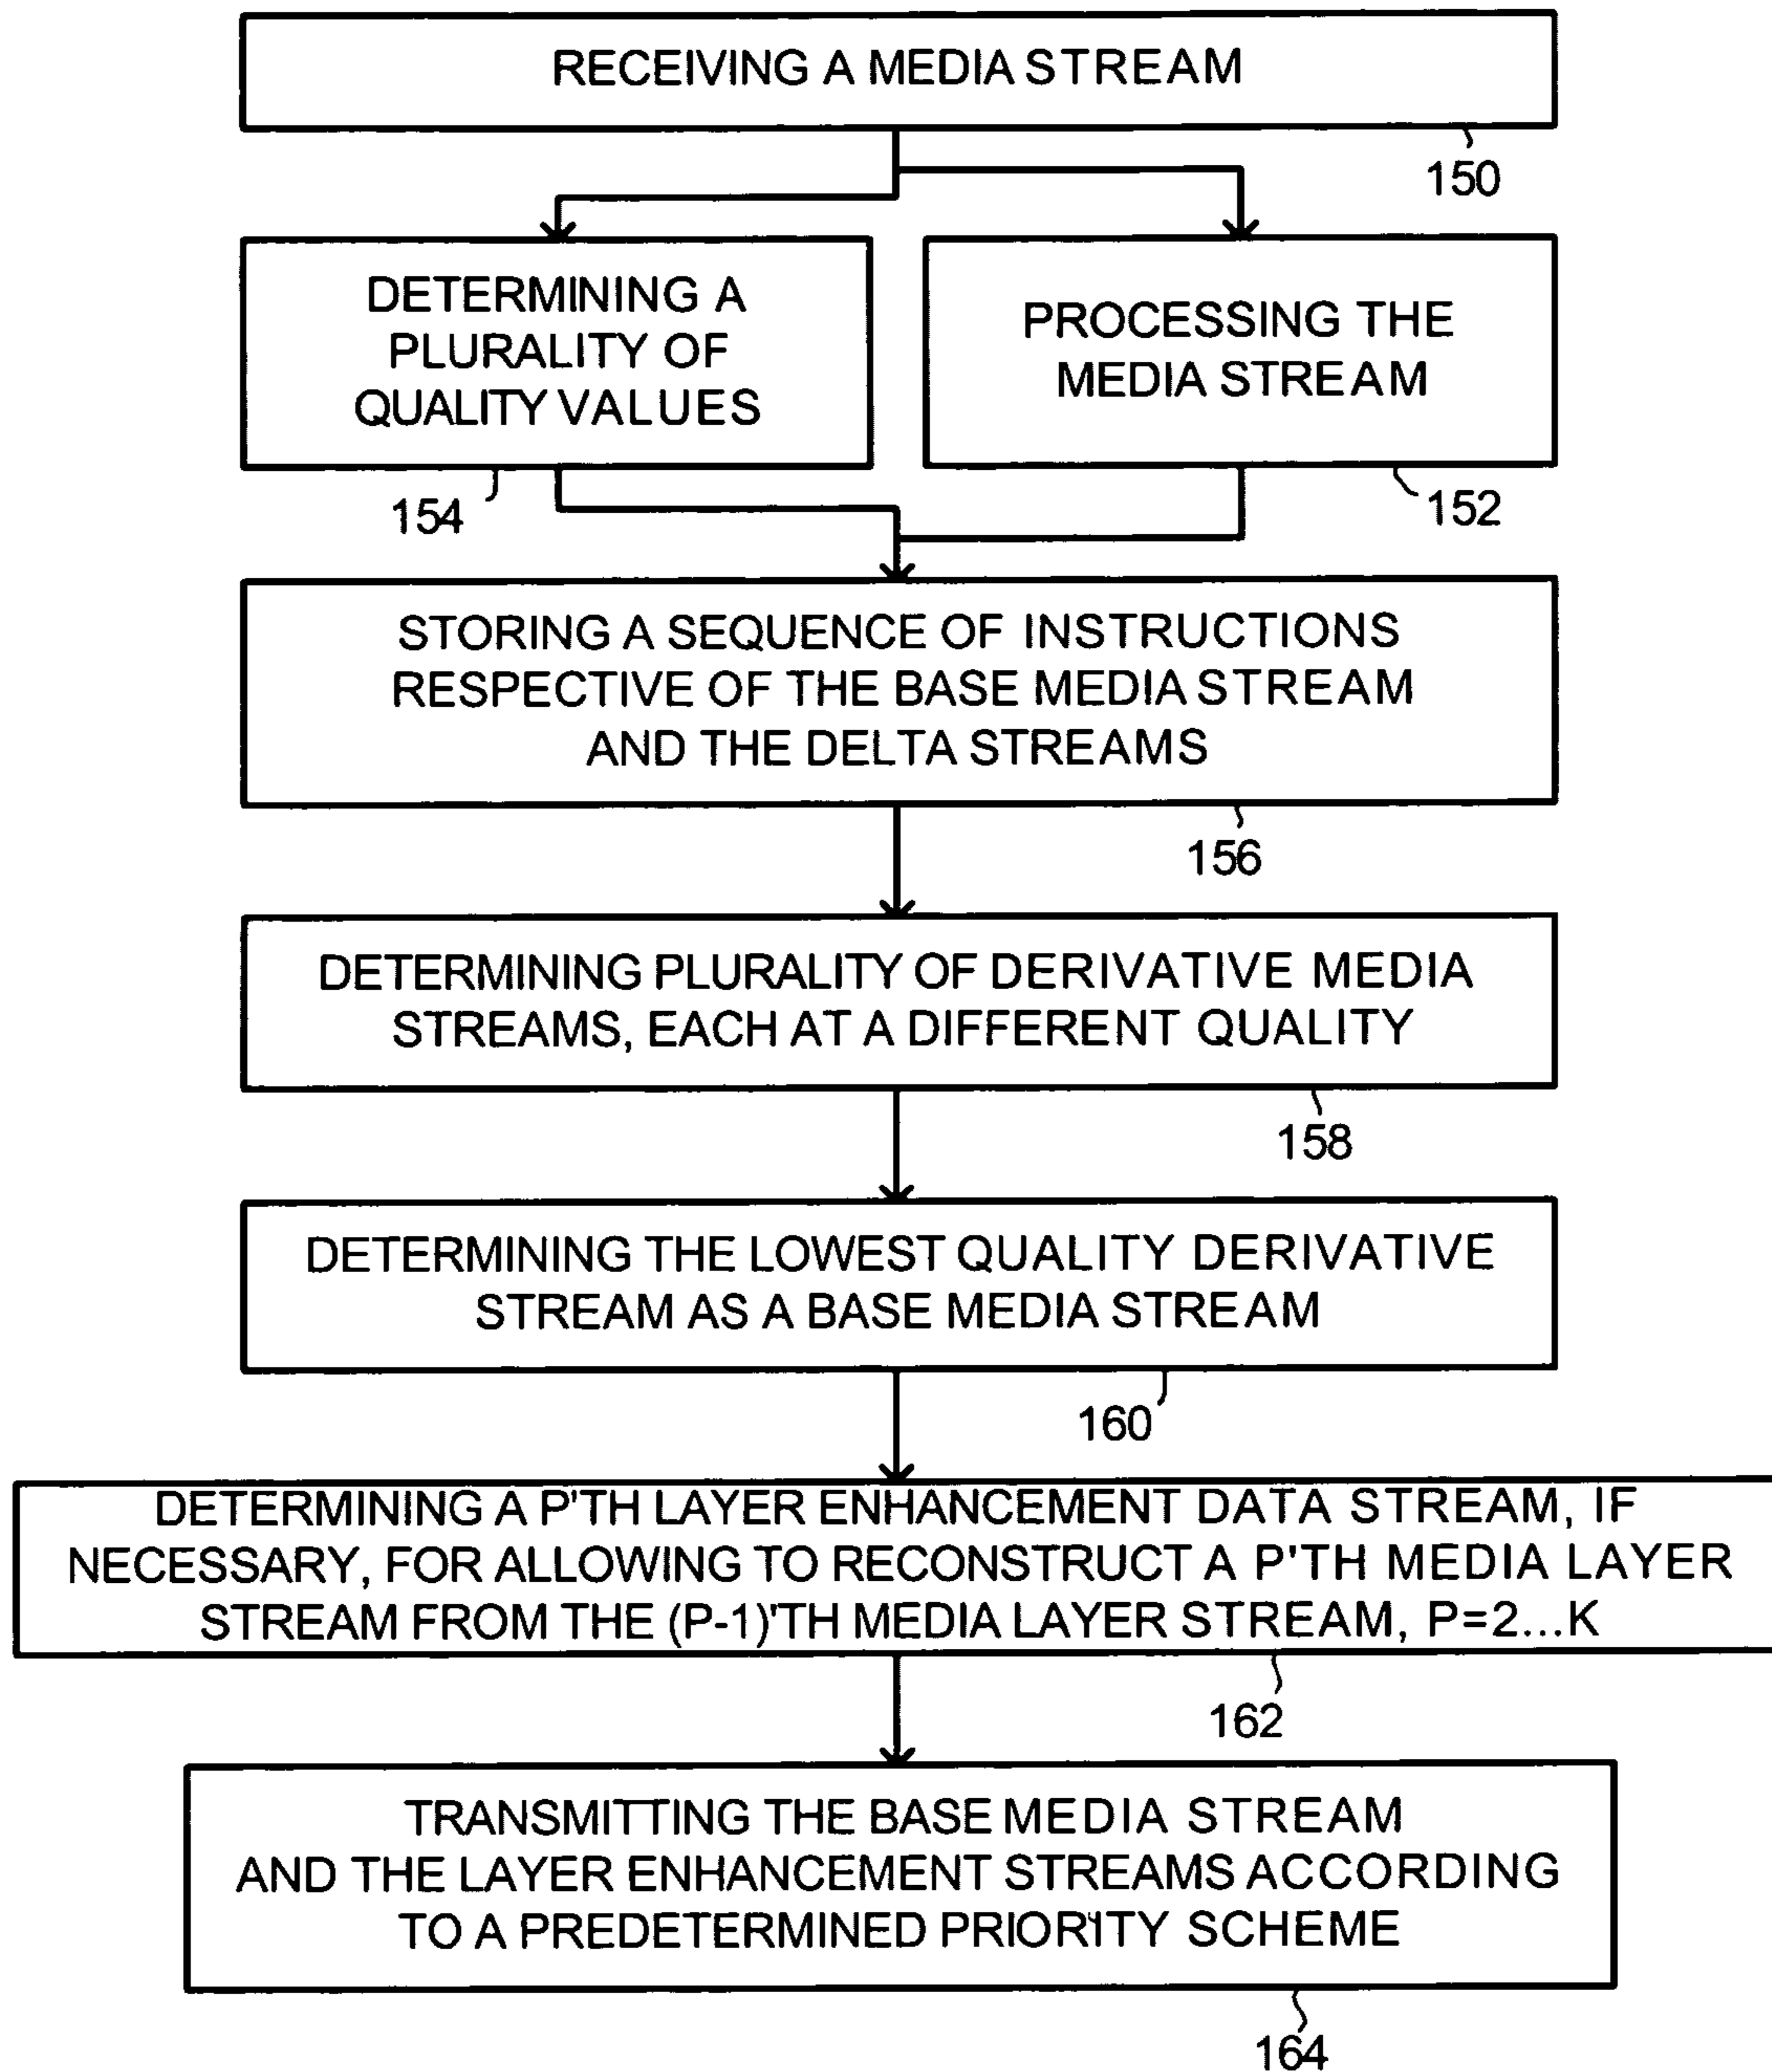 RECEIVING A MEDIA STREAM
150
DETERMINING A
PLURALITY OF
QUALITY VALUES
154
PROCESSING THE
MEDIA STREAM
152
STORING A SEQUENCE OF INSTRUCTIONS
RESPECTIVE OF THE BASE MEDIA STREAM
AND THE DELTA STREAMS
156
DETERMINING PLURALITY OF DERIVATIVE MEDIA
STREAMS, EACH AT A DIFFERENT QUALITY
158
DETERMINING THE LOWEST QUALITY DERIVATIVE
STREAM AS A BASE MEDIA STREAM
160
DETERMINING A P'TH LAYER ENHANCEMENT DATA STREAM, IF
NECESSARY, FOR ALLOWING TO RECONSTRUCT A P'TH MEDIA LAYER
STREAM FROM THE (P-1)'TH MEDIA LAYER STREAM, P=2...K
162
TRANSMITTING THE BASE MEDIA STREAM
AND THE LAYER ENHANCEMENT STREAMS ACCORDING
TO A PREDETERMINED PRIORITY SCHEME
164